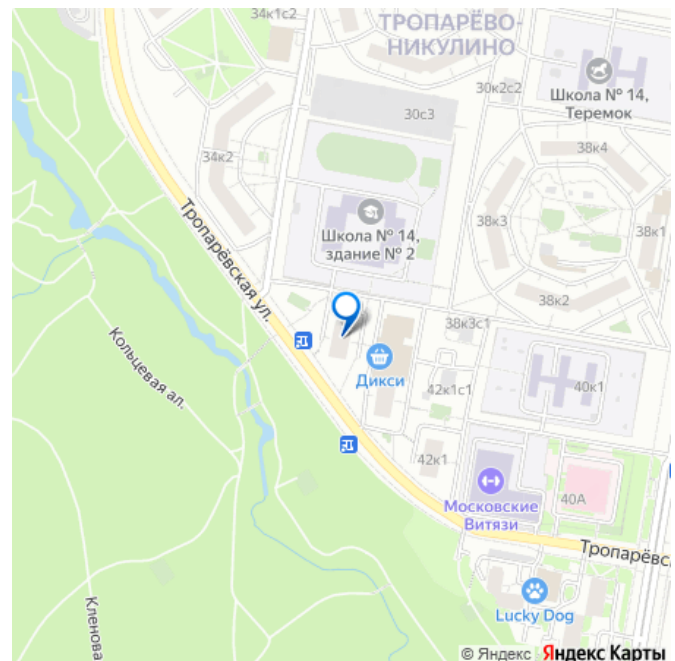 34к1с2
ТРОПАРЁВО-
НИКУЛИНО
Школа № 14,
Теремок
30к2с2
30с3
38к4
34к2
Школа № 14,
здание № 2
38к3
38к1
Тропарёвская ул.
38к2
38к3с1
Кольцевая ал.
Дикси
42к1с1
40к1
42к1
Московские
Витязи
40А
Тропарёвс
Lucky Dog
Кленова
© Яндекс Яндекс Карты